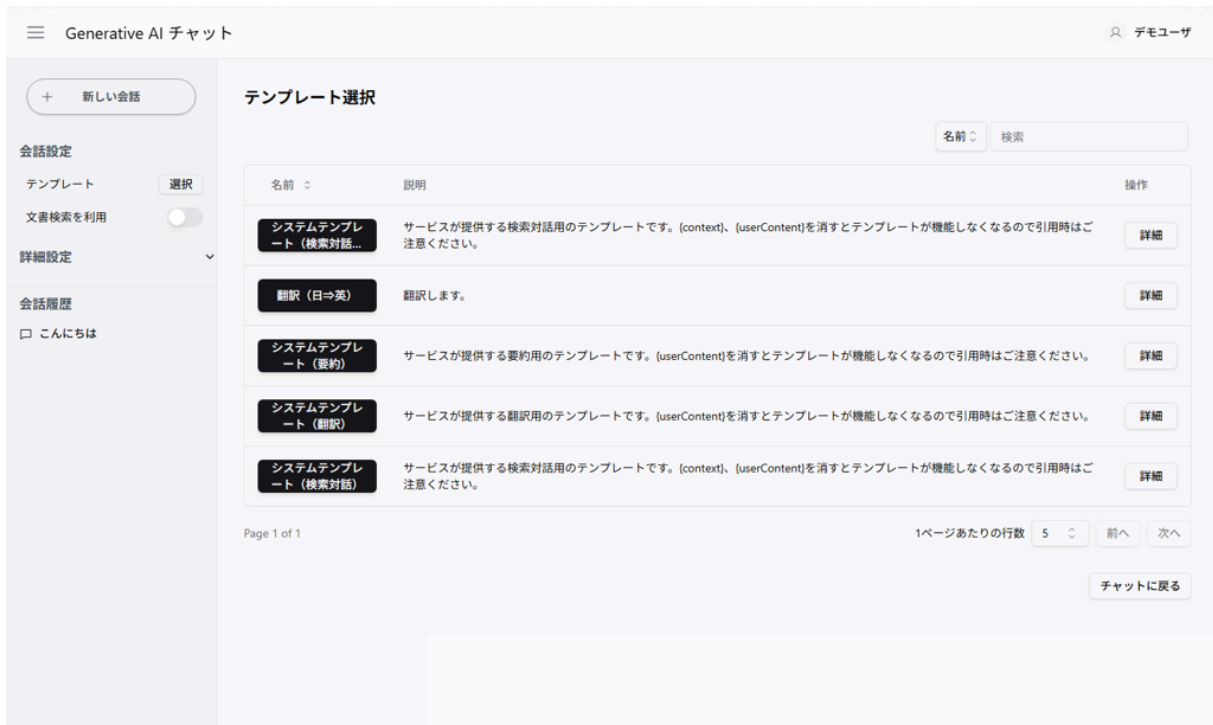 Generative AI チャット
デモユーザ
新しい会話
会話設定
テンプレート
選択
文書検索を利用
詳細設定
会話履歴
こんにちは
テンプレート選択
名前
検索
名前
説明
操作
システムテンプレ
ート（検索対話...
サービスが提供する検索対話用のテンプレートです。{context}、{userContent}を消すとテンプレートが機能しなくなるので引用時はご
注意ください。
詳細
翻訳（日⇒英）
翻訳します。
詳細
システムテンプレ
ート（要約）
サービスが提供する要約用のテンプレートです。{userContent}を消すとテンプレートが機能しなくなるので引用時はご注意ください。
詳細
システムテンプレ
ート（翻訳）
サービスが提供する翻訳用のテンプレートです。{userContent}を消すとテンプレートが機能しなくなるので引用時はご注意ください。
詳細
システムテンプレ
ート（検索対話）
サービスが提供する検索対話用のテンプレートです。{context}、{userContent}を消すとテンプレートが機能しなくなるので引用時はご
注意ください。
詳細
Page 1 of 1
1ページあたりの行数
5
前へ
次へ
チャットに戻る